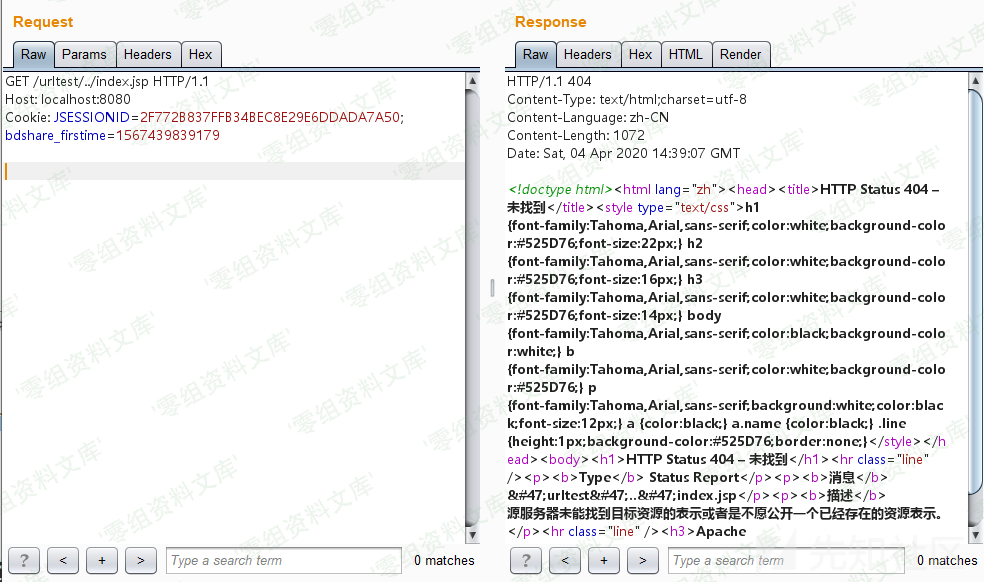 Request
Raw Params Headers Hex
GET /urltest/../index.jsp HTTP/1.1
Host: localhost:8080
Cookie: JSESSIONID=2F772B837FFB34BEC8E29E6DDADA7A50;
bdshare_firstime=1567439839179
? < + > Type a search term 0 matches
Response
Raw Headers Hex HTML Render
HTTP/1.1 404
Content-Type: text/html;charset=utf-8
Content-Language: zh-CN
Content-Length: 1072
Date: Sat, 04 Apr 2020 14:39:07 GMT
<!doctype html><html lang="zh"><head><title>HTTP Status 404 –
未找到</title><style type="text/css">h1
{font-family:Tahoma,Arial,sans-serif;color:white;background-colo
r:#525D76;font-size:22px;} h2
{font-family:Tahoma,Arial,sans-serif;color:white;background-colo
r:#525D76;font-size:16px;} h3
{font-family:Tahoma,Arial,sans-serif;color:white;background-colo
r:#525D76;font-size:14px;} body
{font-family:Tahoma,Arial,sans-serif;color:black;background-colo
r:white;} b
{font-family:Tahoma,Arial,sans-serif;color:white;background-colo
r:#525D76;} p
{font-family:Tahoma,Arial,sans-serif;background:white;color:blac
k;font-size:12px;} a {color:black;} a.name {color:black;} .line
{height:1px;background-color:#525D76;border:none;}</style></h
ead><body><h1>HTTP Status 404 – 未找到</h1><hr class="line"
/><p><b>Type</b> Status Report</p><p><b>消息</b>
&#47;urltest&#47;..&#47;index.jsp</p><p><b>描述</b>
源服务器未能找到目标资源的表示或者是不愿公开一个已经存在的资源表示。
</p><hr class="line" /><h3>Apache
? < + > Type a search term 0 matches
'零组资料文库'
先知社区